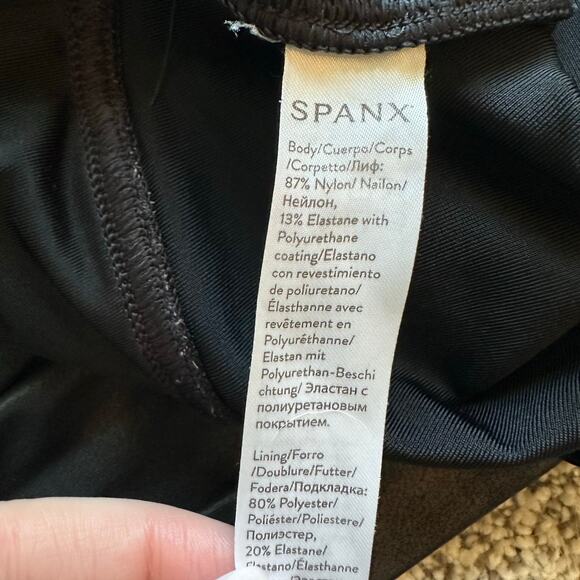 SPANX
Body/Cuerpo/Corps
/Corpetto/Лиф:
87% Nylon/ Nailon/
Нейлон,
13% Elastane with
Polyurethane
coating/Elastano
con revestimiento
de poliuretano/
Élasthanne avec
revêtement en
Polyuréthanne/
Elastan mit
Polyurethan-Beschi
chtung/ Эластан с
полиуретановым
покрытием.
Lining/Forro
/Doublure/Futter/
Fodera/Подкладка:
80% Polyester/
Poliéster/Poliestere/
Полиэстер,
20% Elastane/
Elastano/Élasthanne